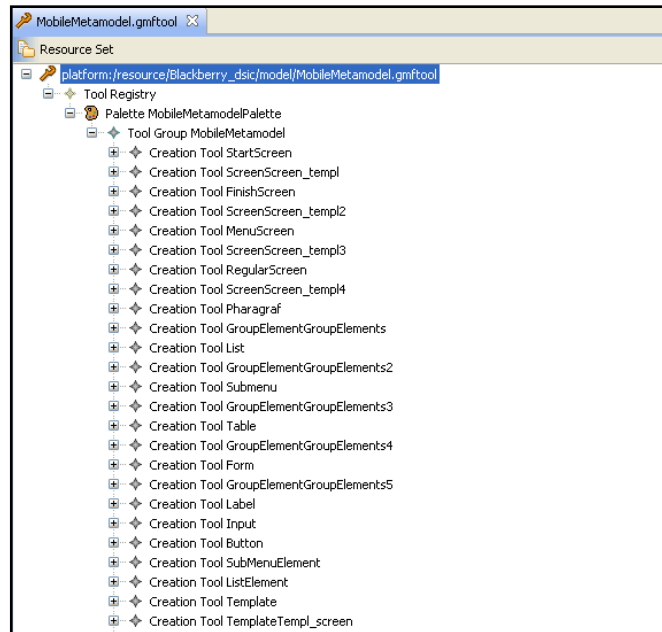 MobileMetamodel.gmftool
Resource Set
platform:/resource/Blackberry_dsic/model/MobileMetamodel.gmftool
Tool Registry
Palette MobileMetamodelPalette
Tool Group MobileMetamodel
Creation Tool StartScreen
Creation Tool ScreenScreen_templ
Creation Tool FinishScreen
Creation Tool ScreenScreen_templ2
Creation Tool MenuScreen
Creation Tool ScreenScreen_templ3
Creation Tool RegularScreen
Creation Tool ScreenScreen_templ4
Creation Tool Pharagraf
Creation Tool GroupElementGroupElements
Creation Tool List
Creation Tool GroupElementGroupElements2
Creation Tool Submenu
Creation Tool GroupElementGroupElements3
Creation Tool Table
Creation Tool GroupElementGroupElements4
Creation Tool Form
Creation Tool GroupElementGroupElements5
Creation Tool Label
Creation Tool Input
Creation Tool Button
Creation Tool SubMenuElement
Creation Tool ListElement
Creation Tool Template
Creation Tool TemplateTempl_screen